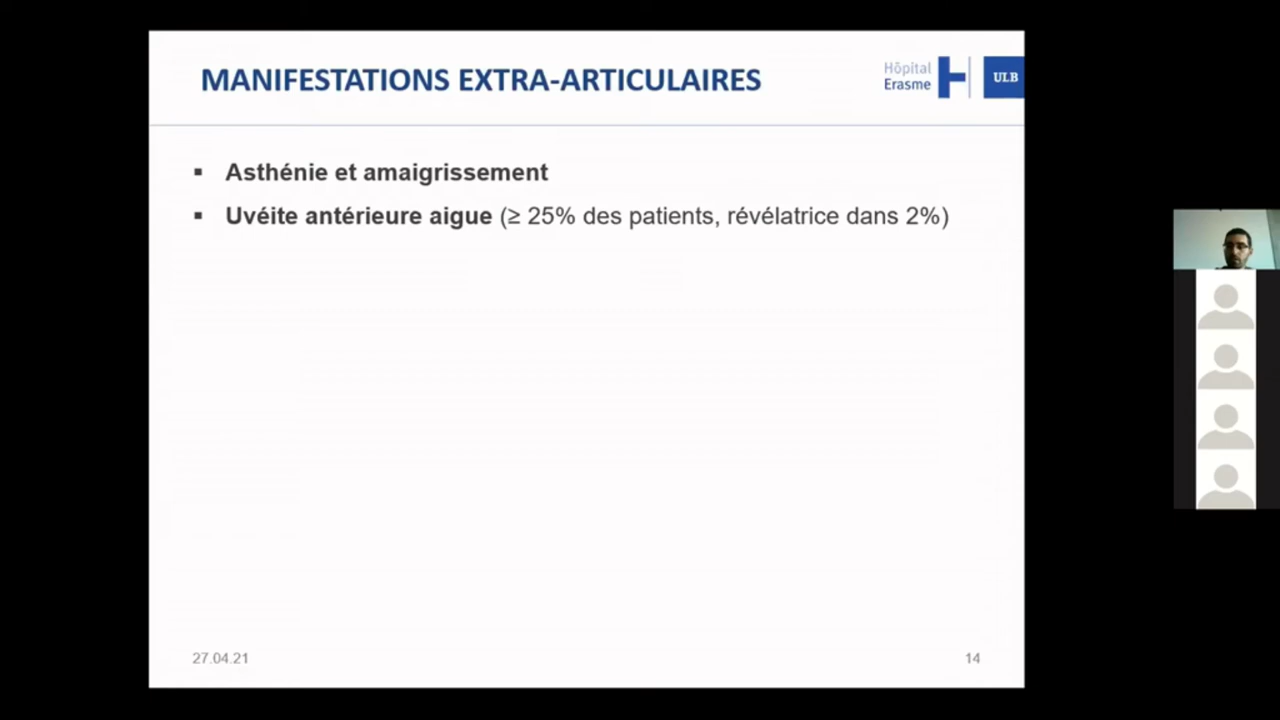 MANIFESTATIONS EXTRA-ARTICULAIRES
Hôpital
Erasme
ULB
▪ Asthénie et amaigrissement
▪ Uvéite antérieure aigue (≥ 25% des patients, révélatrice dans 2%)
27.04.21
14